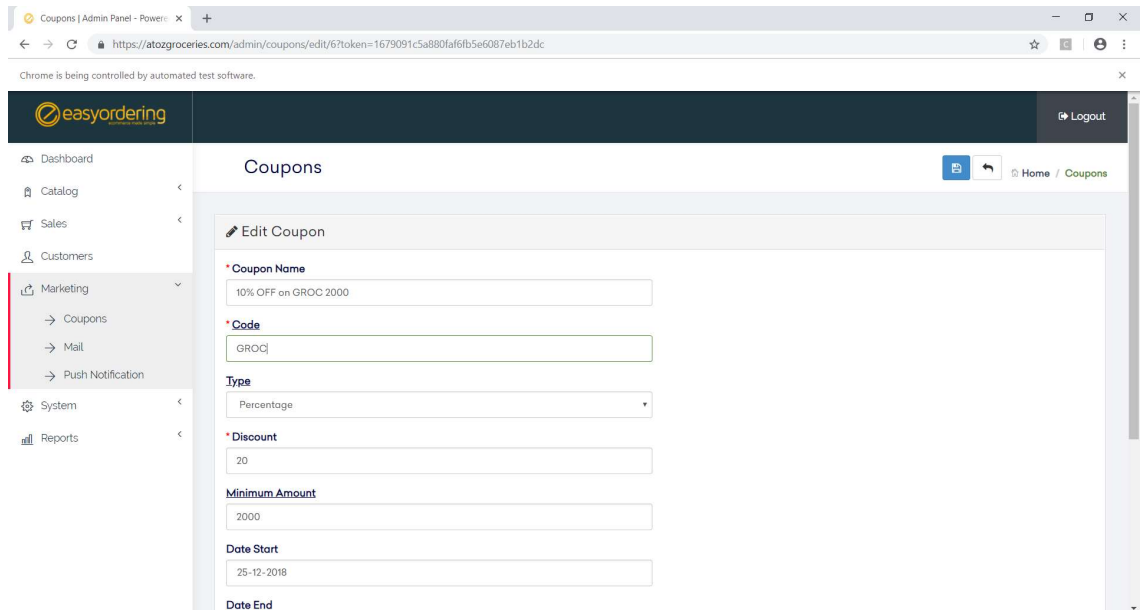 Coupons | Admin Panel - Powere
https://atozgroceries.com/admin/coupons/edit/6?token=1679091c5a880faf6fb5e6087eb1b2dc
Chrome is being controlled by automated test software.
easyordering
Logout
Dashboard
Catalog
Sales
Customers
Marketing
Coupons
Mail
Push Notification
System
Reports
Coupons
Home / Coupons
Edit Coupon
* Coupon Name
10% OFF on GROC 2000
* Code
GROC
Type
Percentage
* Discount
20
Minimum Amount
2000
Date Start
25-12-2018
Date End